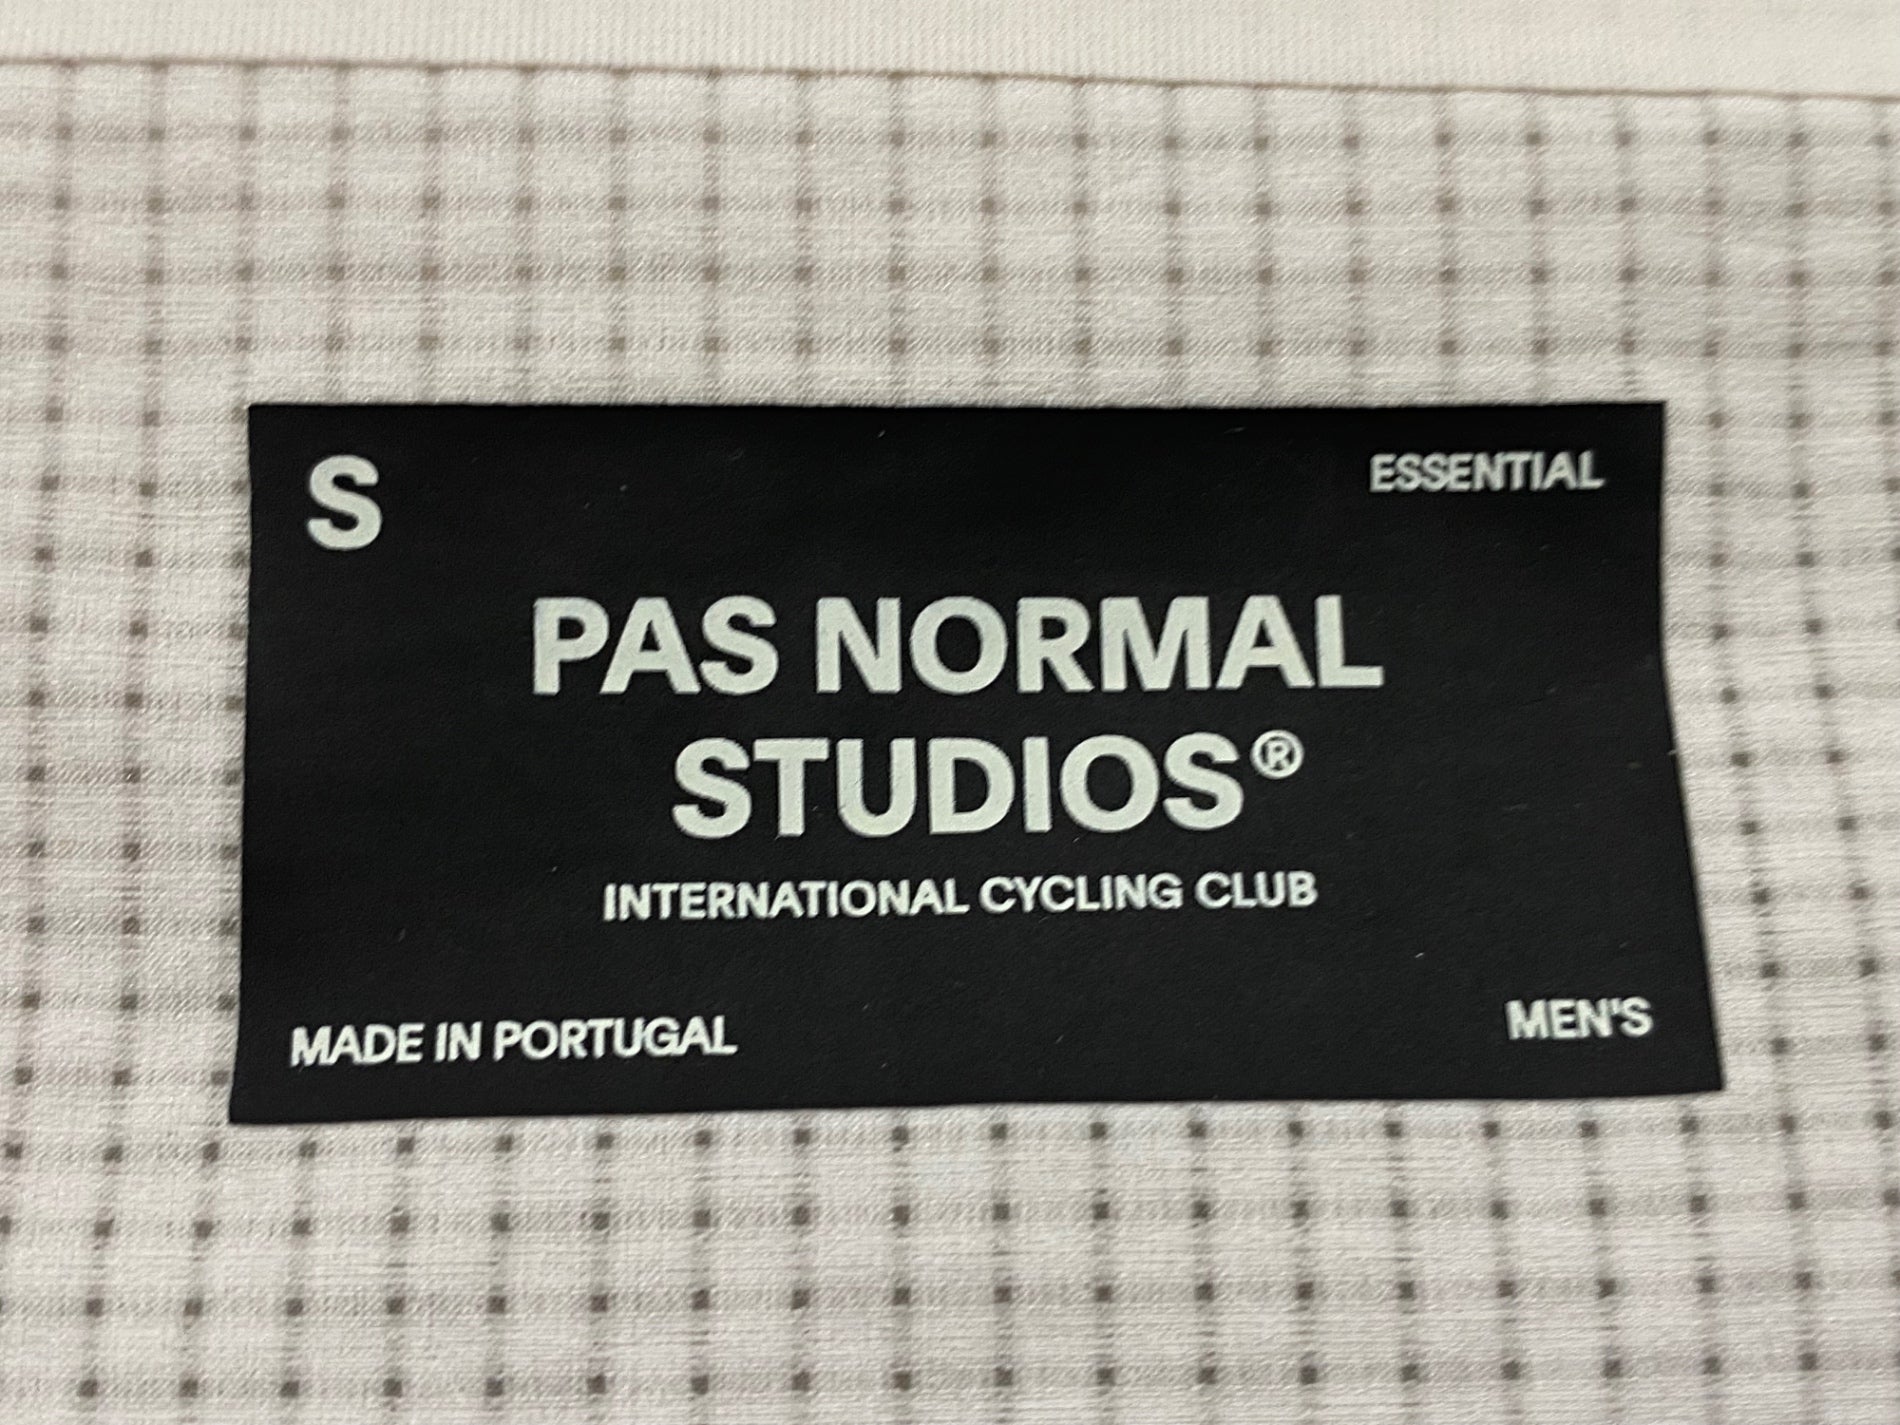 S
ESSENTIAL
PAS NORMAL
STUDIOS®
INTERNATIONAL CYCLING CLUB
MADE IN PORTUGAL
MEN'S